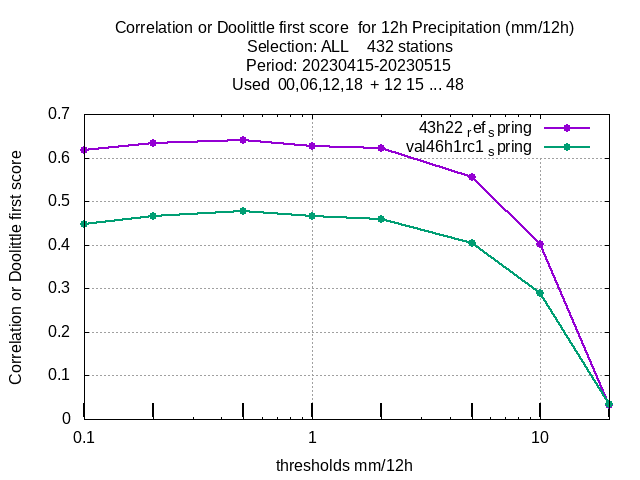 Correlation or Doolittle first score for 12h Precipitation (mm/12h)
Selection: ALL 432 stations
Period: 20230415-20230515
Used 00,06,12,18 + 12 15 ... 48
43h22 ref spring
val46h1rc1 spring
0.7
0.6
0.5
0.4
0.3
0.2
0.1
0
Correlation or Doolittle first score
0.1 1 10
thresholds mm/12h